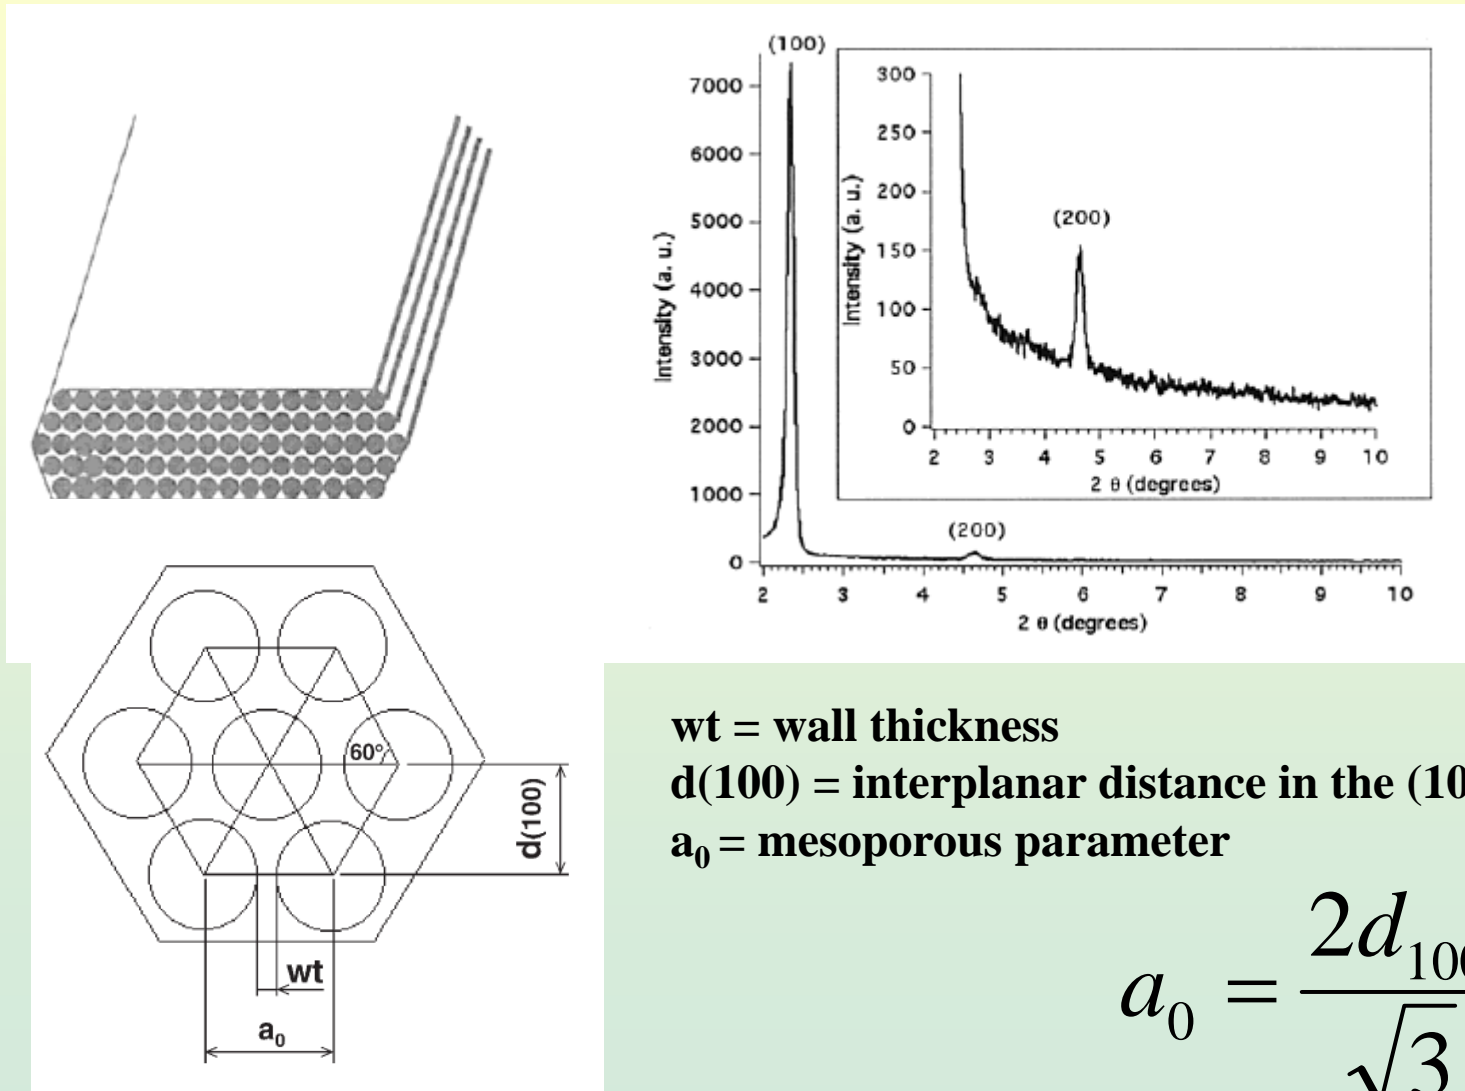 (100)
7000
6000
5000
4000
3000
2000
1000
0
Intensity (a. u.)
2 3 4 5 6 7 8 9 10
2 θ (degrees)
(200)
300
250
200
150
100
50
0
Intensity (a. u.)
(200)
2 3 4 5 6 7 8 9 10
2 θ (degrees)
60°
d(100)
wt
a₀
wt = wall thickness
d(100) = interplanar distance in the (10
a₀ = mesoporous parameter
a₀ = 2d₁₀₀ / √3